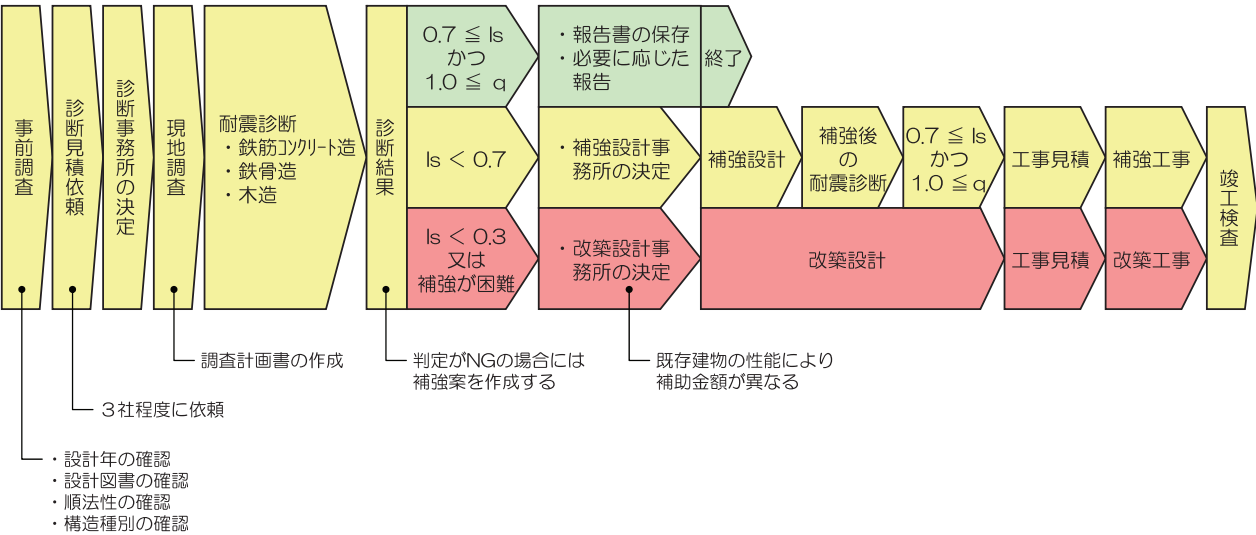 事前調査
診断見積依頼
診断事務所の決定
現地調査
耐震診断
・鉄筋コンクリート造
・鉄骨造
・木造
診断結果
0.7 ≦ Is
かつ
1.0 ≦ q
・報告書の保存
・必要に応じた
報告
終了
Is < 0.7
・補強設計事
務所の決定
補強設計
補強後
の
耐震診断
0.7 ≦ Is
かつ
1.0 ≦ q
工事見積
補強工事
Is < 0.3
又は
補強が困難
・改築設計事
務所の決定
改築設計
工事見積
改築工事
竣工検査
調査計画書の作成
判定がNGの場合には
補強案を作成する
既存建物の性能により
補助金額が異なる
３社程度に依頼
・設計年の確認
・設計図書の確認
・順法性の確認
・構造種別の確認